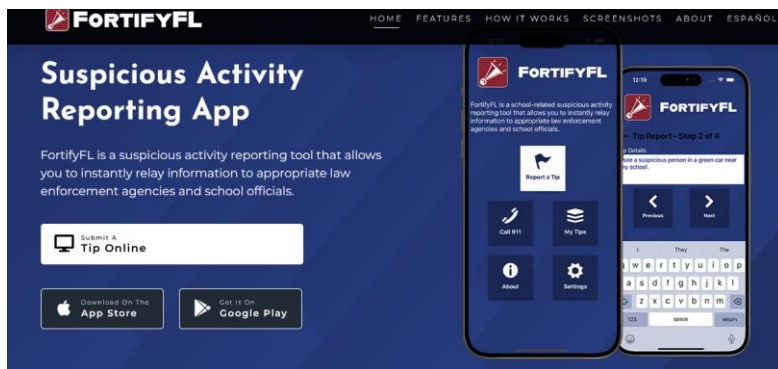 FORTIFYFL
HOME FEATURES HOW IT WORKS SCREENSHOTS ABOUT ESPAÑOL
Suspicious Activity
Reporting App
FortifyFL is a suspicious activity reporting tool that allows
you to instantly relay information to appropriate law
enforcement agencies and school officials.
Submit A
Tip Online
Download On The
App Store
Get It On
Google Play
FORTIFYFL
FortifyFL is a school-related suspicious activity
reporting tool that allows you to instantly relay
information to appropriate law enforcement
agencies and school officials.
Report a Tip
Call 911
My Tips
About
Settings
12:19
FORTIFYFL
Tip Report - Step 2 of 4
p Details
see a suspicious person in a green car near
my school.
Previous
Next
I They The
w e r t y u i o p
a s d f g h j k l
z x c v b n m
123 space return